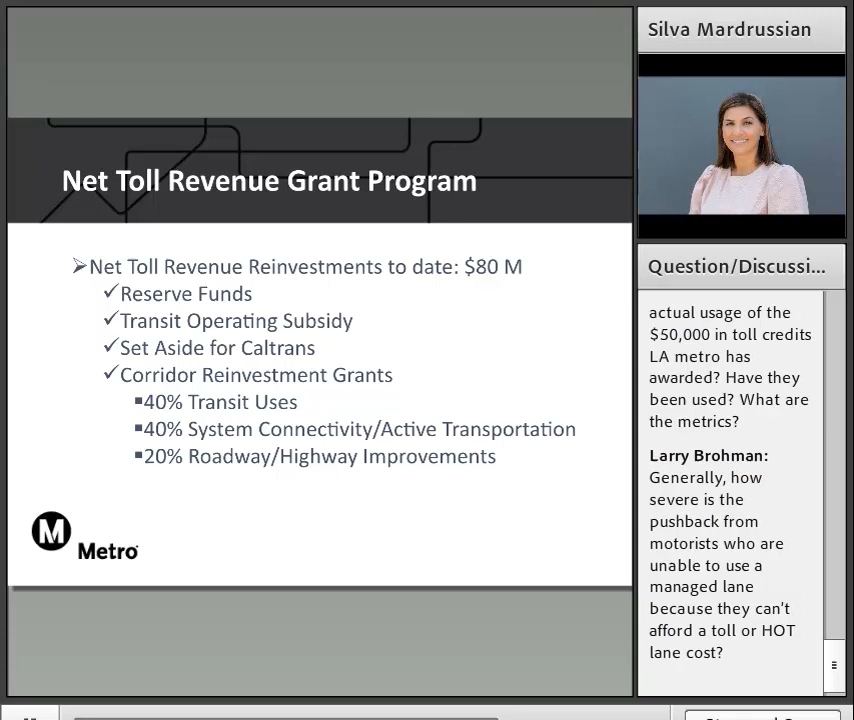 Net Toll Revenue Grant Program
➢Net Toll Revenue Reinvestments to date: $80 M
✓Reserve Funds
✓Transit Operating Subsidy
✓Set Aside for Caltrans
✓Corridor Reinvestment Grants
▪40% Transit Uses
▪40% System Connectivity/Active Transportation
▪20% Roadway/Highway Improvements
M
Metro
Silva Mardrussian
Question/Discussi...
actual usage of the
$50,000 in toll credits
LA metro has
awarded? Have they
been used? What are
the metrics?
Larry Brohman:
Generally, how
severe is the
pushback from
motorists who are
unable to use a
managed lane
because they can't
afford a toll or HOT
lane cost?